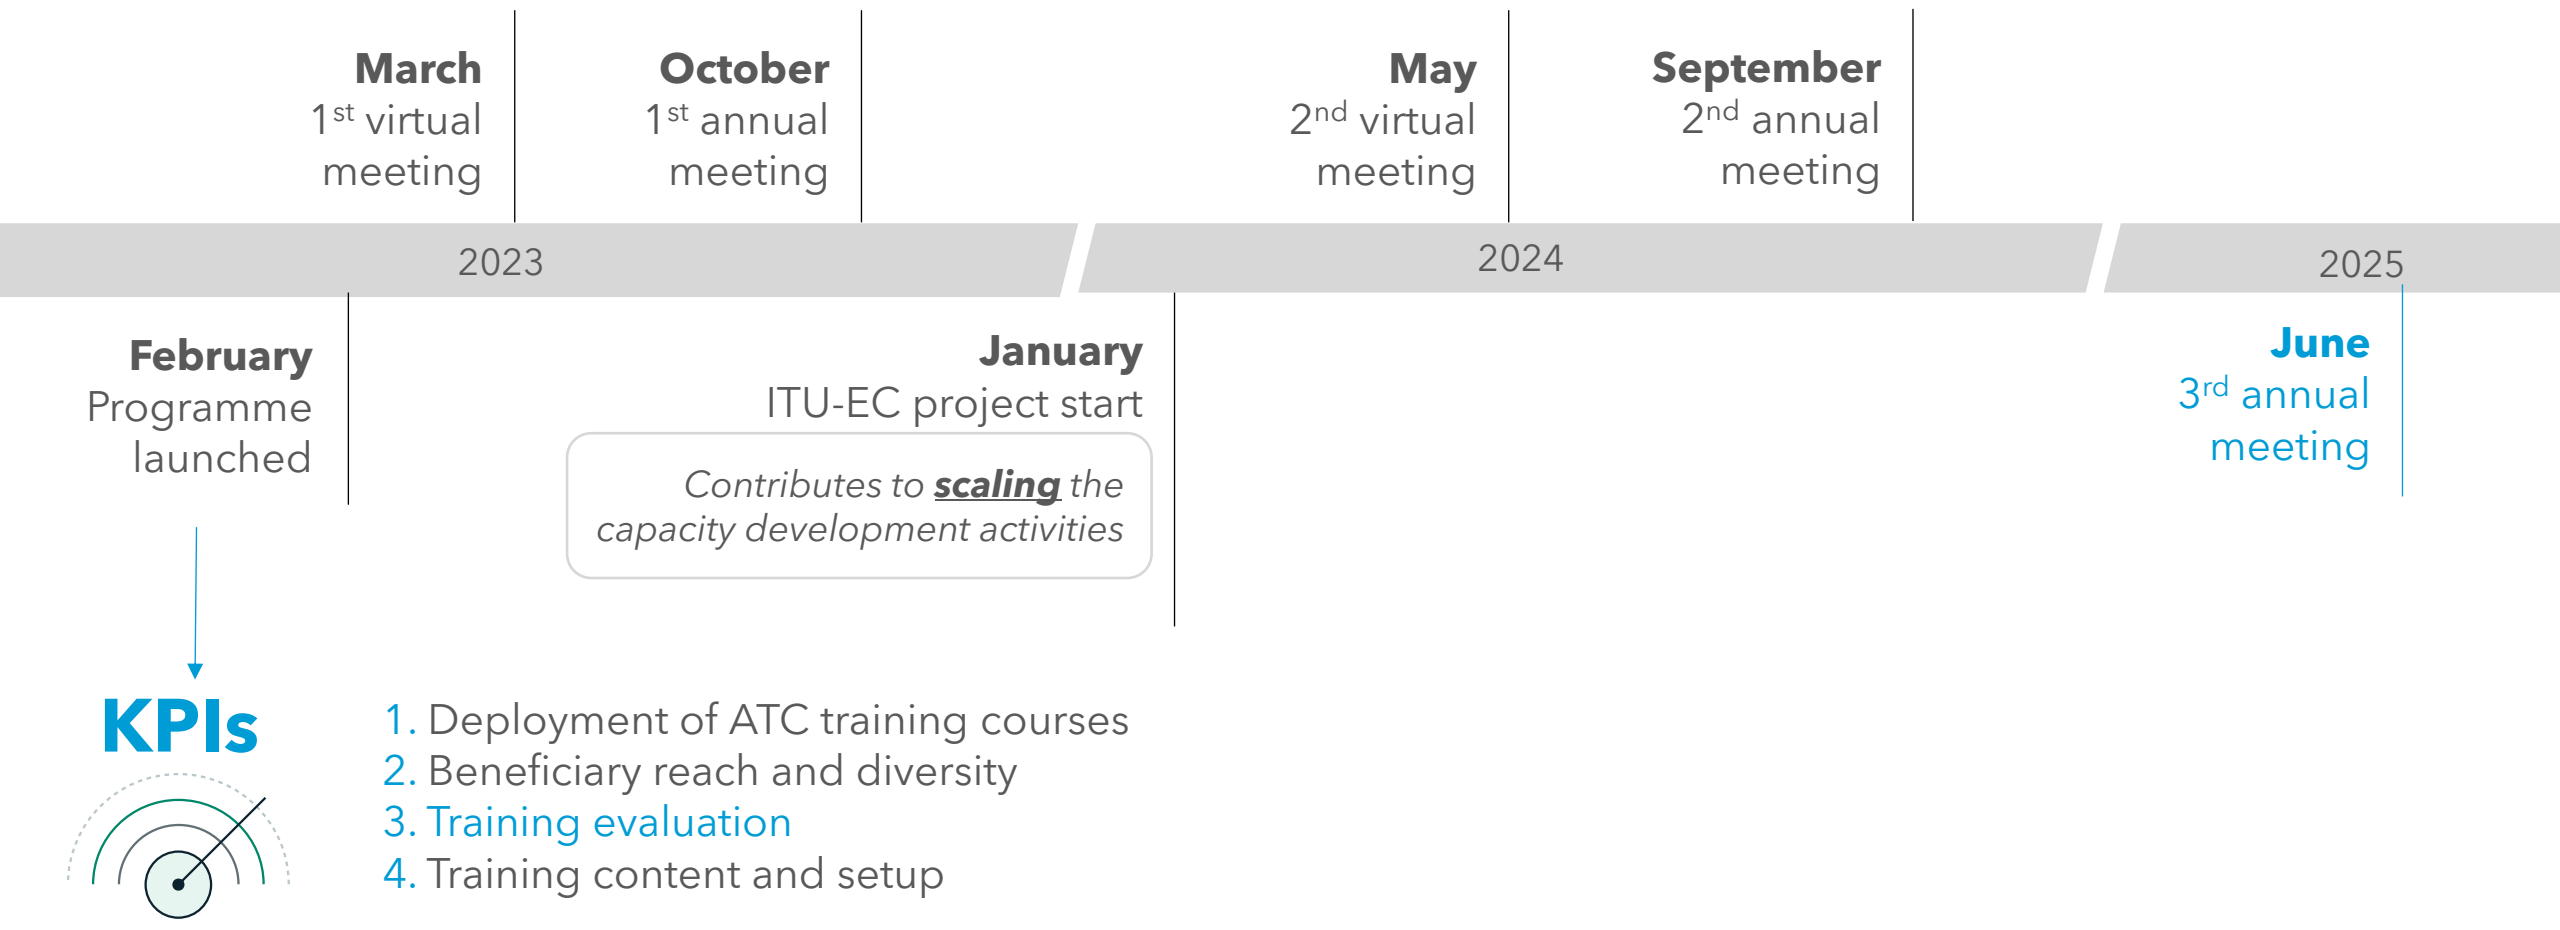 March
1st virtual
meeting
October
1st annual
meeting
May
2nd virtual
meeting
September
2nd annual
meeting
2023
2024
2025
February
Programme
launched
January
ITU-EC project start
Contributes to scaling the
capacity development activities
June
3rd annual
meeting
KPIs
1. Deployment of ATC training courses
2. Beneficiary reach and diversity
3. Training evaluation
4. Training content and setup